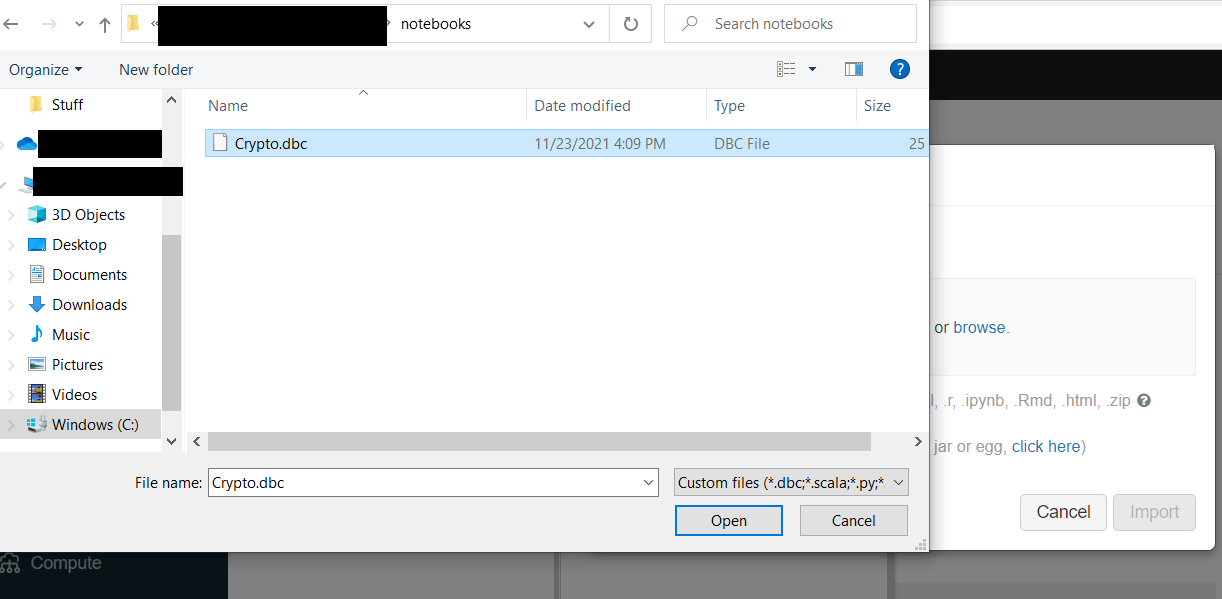 « notebooks
Search notebooks
Organize New folder ?
Stuff
Name Date modified Type Size
Crypto.dbc 11/23/2021 4:09 PM DBC File 25
3D Objects
Desktop
Documents
Downloads
Music
Pictures
Videos
Windows (C:)
File name: Crypto.dbc Custom files (*.dbc;*.scala;*.py;*.
Open Cancel
or browse.
.r, .ipynb, .Rmd, .html, .zip ?
jar or egg, click here)
Cancel Import
Compute